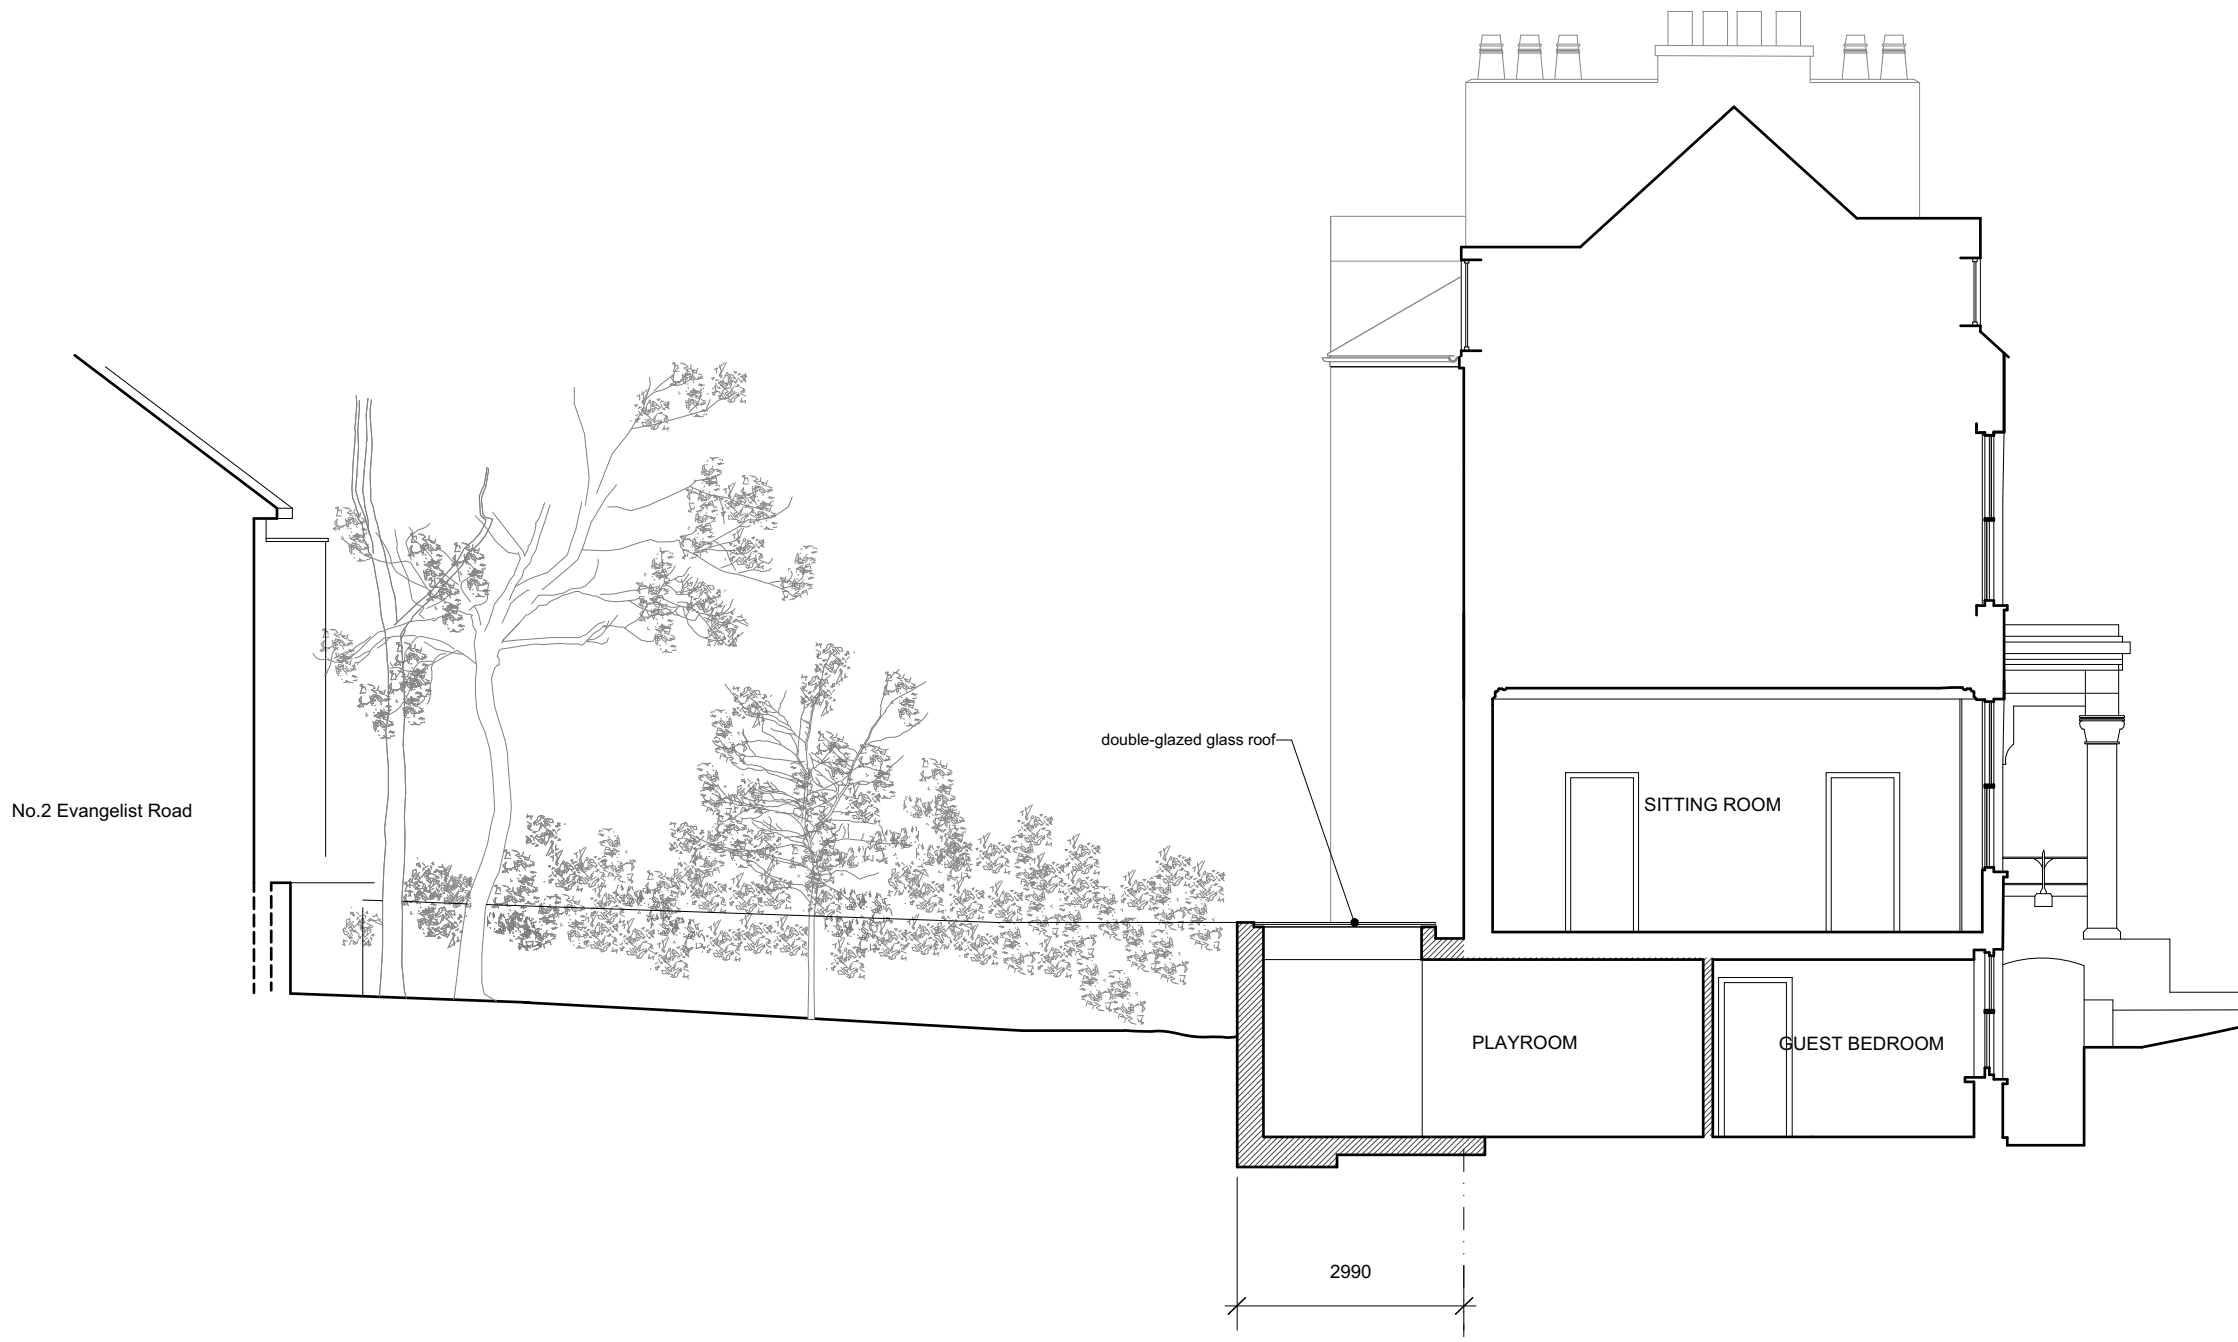 double-glazed glass roof
No.2 Evangelist Road
SITTING ROOM
PLAYROOM
GUEST BEDROOM
2990